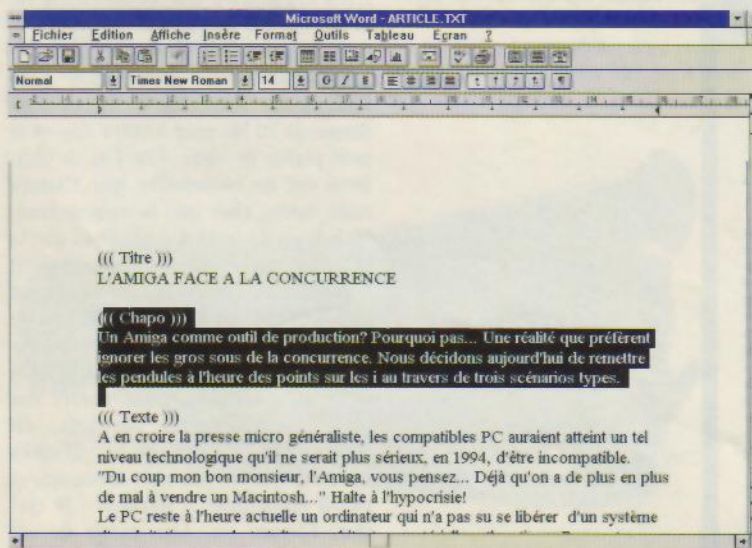 Microsoft Word - ARTICLE.TXT
Fichier Edition Affiche Insère Format Outils Tableau Ecran ?
Normal Times New Roman 14 G I S
((( Titre )))
L'AMIGA FACE A LA CONCURRENCE
((( Chapo )))
Un Amiga comme outil de production? Pourquoi pas... Une réalité que préfèrent
ignorer les gros sous de la concurrence. Nous décidons aujourd'hui de remettre
les pendules à l'heure des points sur les i au travers de trois scénarios types.
((( Texte )))
A en croire la presse micro généraliste, les compatibles PC auraient atteint un tel
niveau technologique qu'il ne serait plus sérieux, en 1994, d'être incompatible.
"Du coup mon bon monsieur, l'Amiga, vous pensez... Déjà qu'on a de plus en plus
de mal à vendre un Macintosh..." Halte à l'hypocrisie!
Le PC reste à l'heure actuelle un ordinateur qui n'a pas su se libérer d'un système